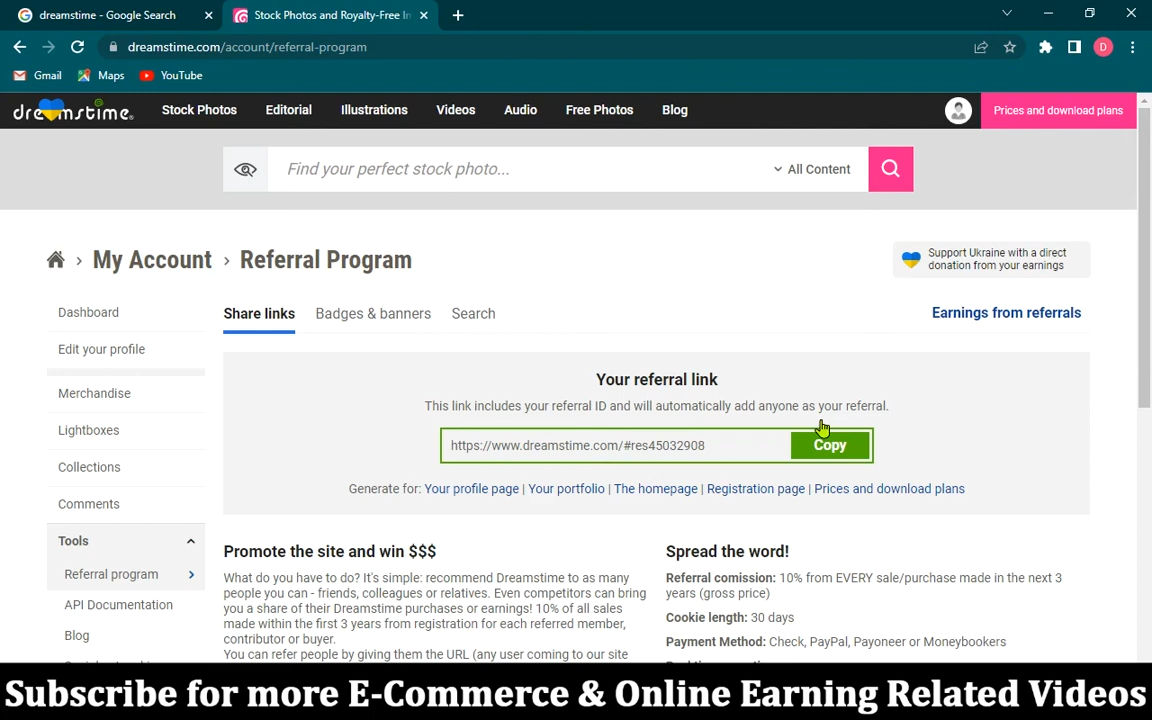 dreamstime - Google Search
Stock Photos and Royalty-Free In
dreamstime.com/account/referral-program
D
Gmail
Maps
YouTube
dreamstime.
Stock Photos
Editorial
Illustrations
Videos
Audio
Free Photos
Blog
Prices and download plans
Find your perfect stock photo...
All Content
My Account › Referral Program
Support Ukraine with a direct
donation from your earnings
Dashboard
Edit your profile
Merchandise
Lightboxes
Collections
Comments
Tools
Referral program
API Documentation
Blog
Share links
Badges & banners
Search
Earnings from referrals
Your referral link
This link includes your referral ID and will automatically add anyone as your referral.
https://www.dreamstime.com/#res45032908
Copy
Generate for: Your profile page | Your portfolio | The homepage | Registration page | Prices and download plans
Promote the site and win $$$
What do you have to do? It's simple: recommend Dreamstime to as many
people you can - friends, colleagues or relatives. Even competitors can bring
you a share of their Dreamstime purchases or earnings! 10% of all sales
made within the first 3 years from registration for each referred member,
contributor or buyer.
You can refer people by giving them the URL (any user coming to our site
Spread the word!
Referral comission: 10% from EVERY sale/purchase made in the next 3
years (gross price)
Cookie length: 30 days
Payment Method: Check, PayPal, Payoneer or Moneybookers
Subscribe for more E-Commerce & Online Earning Related Videos